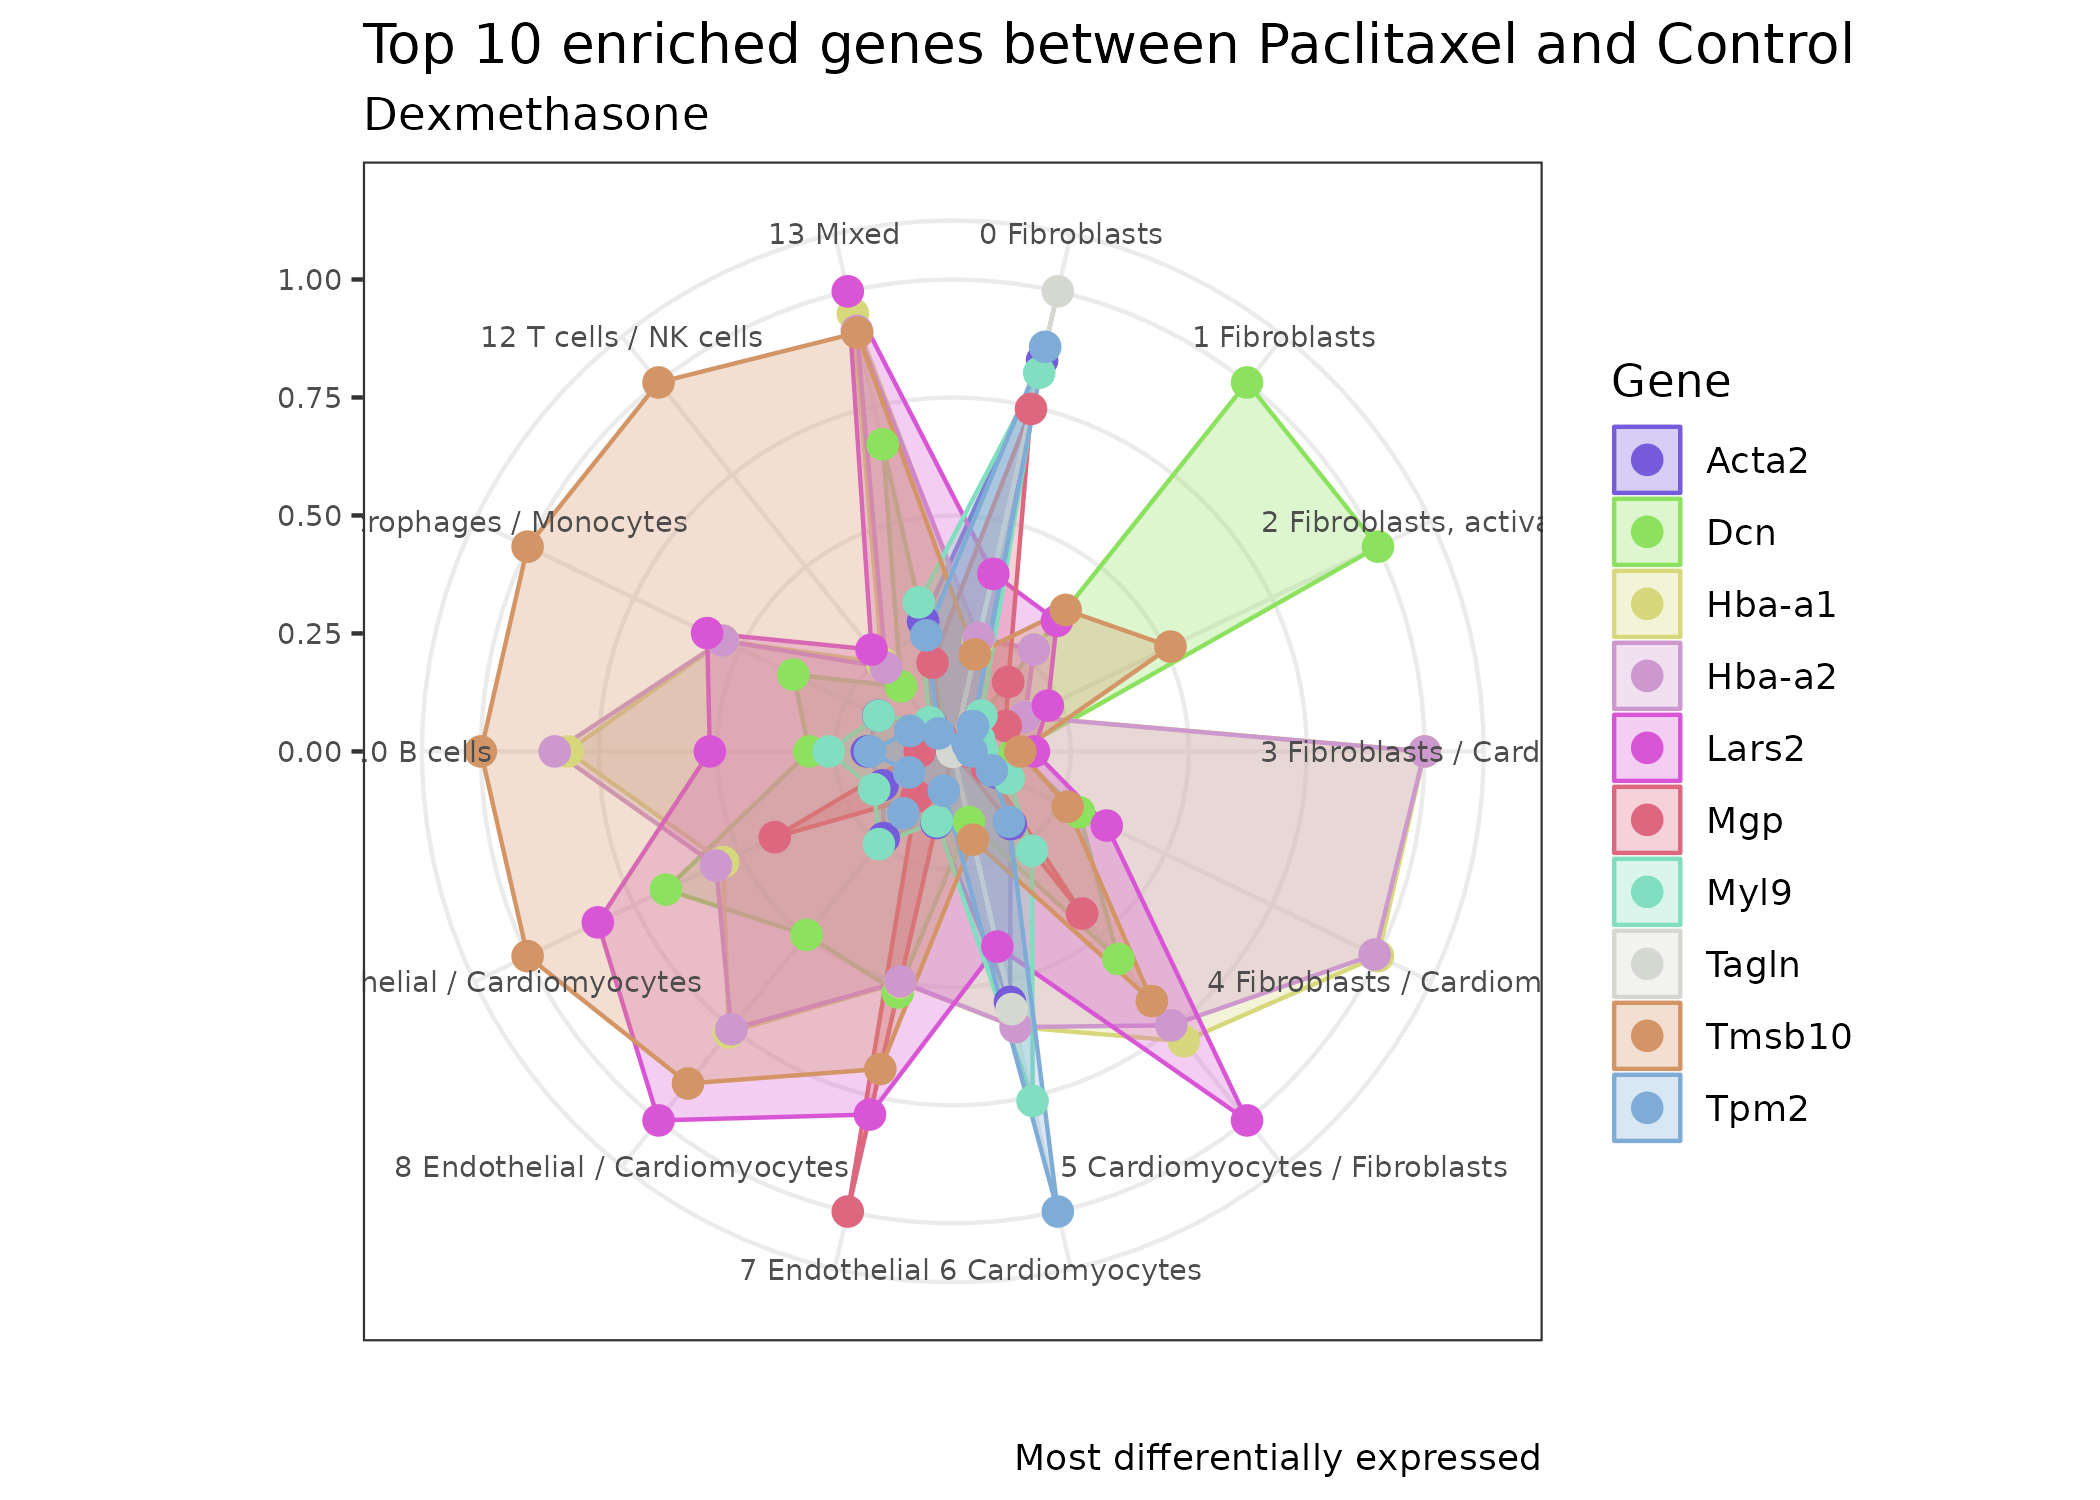 Top 10 enriched genes between Paclitaxel and Control
Dexmethasone
13 Mixed
0 Fibroblasts
1.00
12 T cells / NK cells
1 Fibroblasts
0.75
0.50
rophages / Monocytes
2 Fibroblasts, activa
0.25
0.00
0 B cells
3 Fibroblasts / Card
helial / Cardiomyocytes
4 Fibroblasts / Cardiom
8 Endothelial / Cardiomyocytes
5 Cardiomyocytes / Fibroblasts
7 Endothelial
6 Cardiomyocytes
Gene
Acta2
Dcn
Hba-a1
Hba-a2
Lars2
Mgp
Myl9
Tagln
Tmsb10
Tpm2
Most differentially expressed